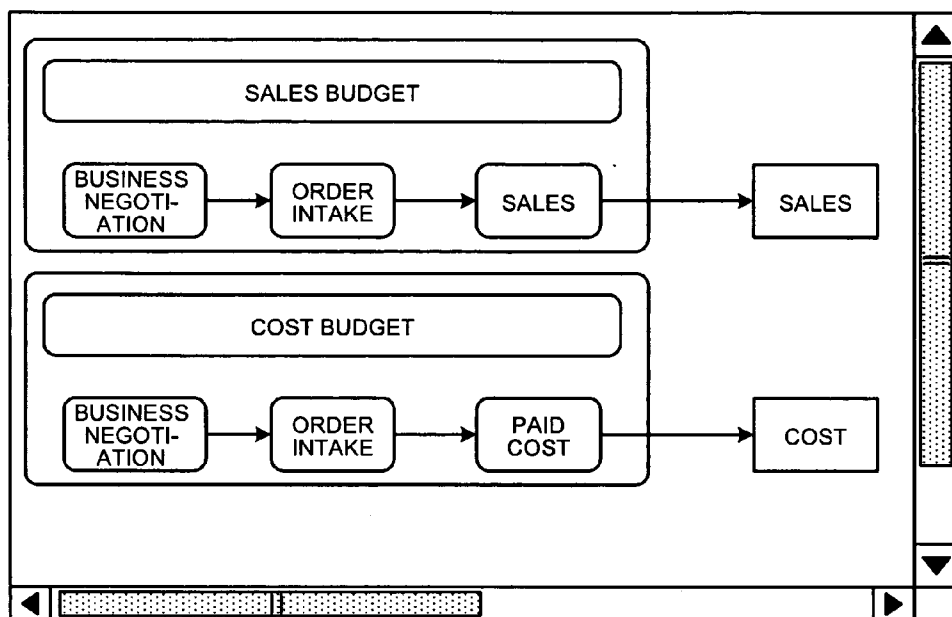 SALES BUDGET
BUSINESS
NEGOTI-
ATION
ORDER
INTAKE
SALES
SALES
COST BUDGET
BUSINESS
NEGOTI-
ATION
ORDER
INTAKE
PAID
COST
COST